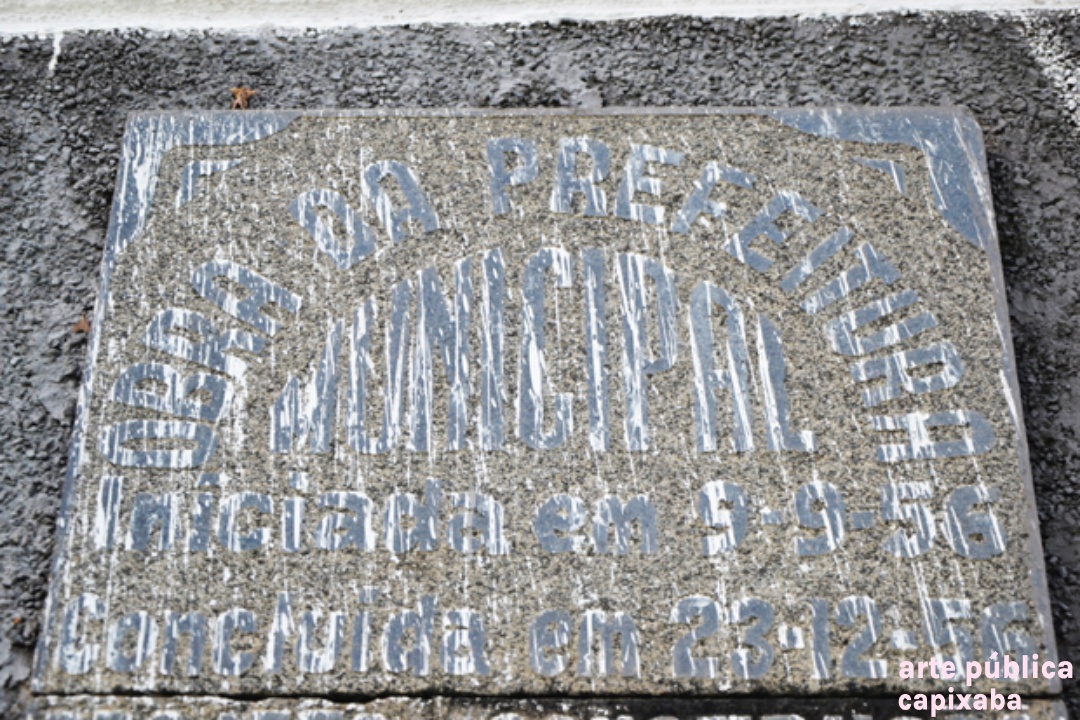 OBRA DA PREFEITURA
MUNICIPAL
Iniciada em 9-9-56
Concluida em 23-12-56
arte pública
capixaba